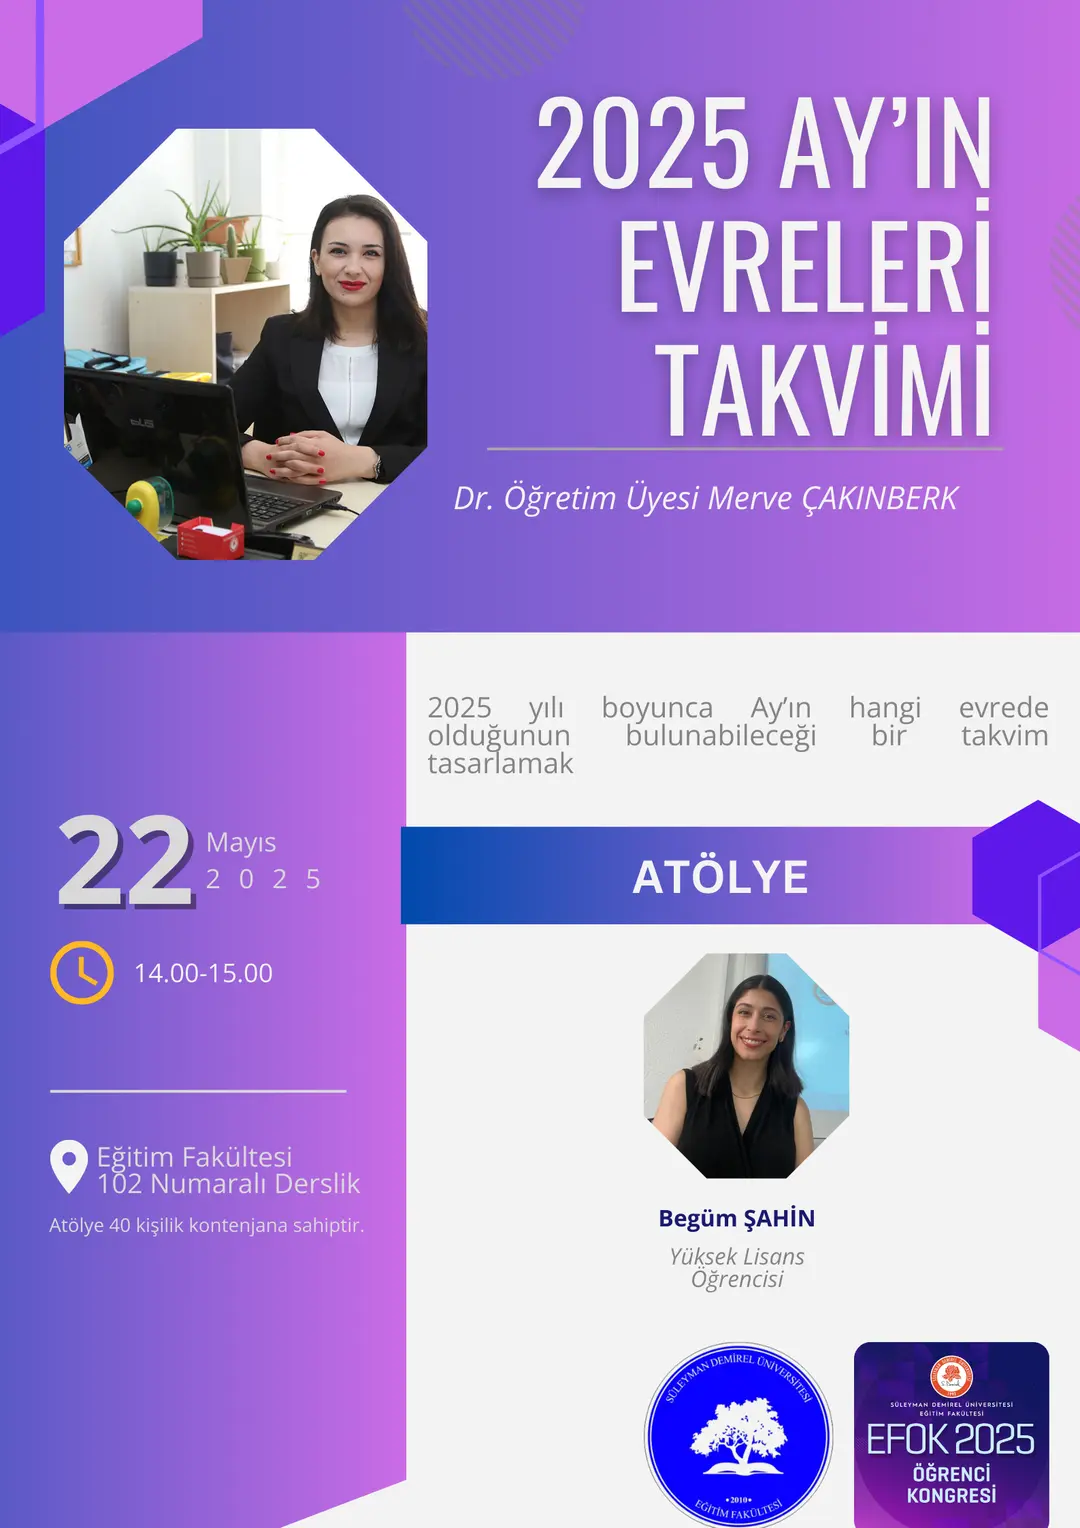 2025 AY’IN
EVRELERİ
TAKVİMİ
Dr. Öğretim Üyesi Merve ÇAKINBERK
2025 yılı boyunca Ay’ın hangi evrede
olduğunun bulunabileceği bir takvim
tasarlamak
22
Mayıs
2 0 2 5
14.00-15.00
ATÖLYE
Eğitim Fakültesi
102 Numaralı Derslik
Atölye 40 kişilik kontenjana sahiptir.
Begüm ŞAHİN
Yüksek Lisans
Öğrencisi
SÜLEYMAN DEMİREL ÜNİVERSİTESİ
• 2010 •
EĞİTİM FAKÜLTESİ
SÜLEYMAN DEMİREL ÜNİVERSİTESİ
EĞİTİM FAKÜLTESİ
EFOK 2025
ÖĞRENCİ
KONGRESİ